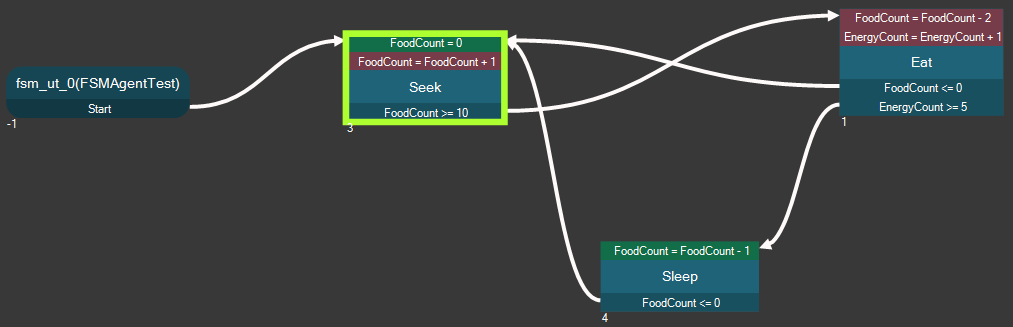 fsm_ut_0(FSMAgentTest)
Start
-1
FoodCount = 0
FoodCount = FoodCount + 1
Seek
FoodCount >= 10
3
FoodCount = FoodCount - 2
EnergyCount = EnergyCount + 1
Eat
FoodCount <= 0
EnergyCount >= 5
1
FoodCount = FoodCount - 1
Sleep
FoodCount <= 0
4